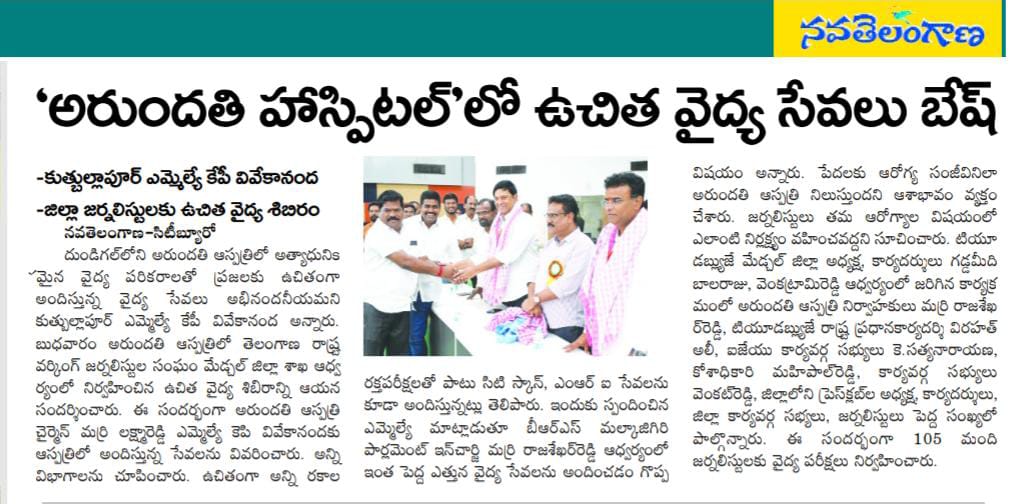 నవతెలంగాణ
‘అరుందతి హాస్పిటల్’లో ఉచిత వైద్య సేవలు బేష్
-కుత్బుల్లాపూర్ ఎమ్మెల్యే కేపీ వివేకానంద
-జిల్లా జర్నలిస్టులకు ఉచిత వైద్య శిబిరం
నవతెలంగాణ-సిటీబ్యూరో
దుండిగల్‌లోని అరుందతి ఆస్పత్రిలో అత్యాధునిక
మైన వైద్య పరికరాలతో ప్రజలకు ఉచితంగా
అందిస్తున్న వైద్య సేవలు అభినందనీయమని
కుత్బుల్లాపూర్ ఎమ్మెల్యే కేపీ వివేకానంద అన్నారు.
బుధవారం అరుందతి ఆస్పత్రిలో తెలంగాణ రాష్ట్ర
వర్కింగ్ జర్నలిస్టుల సంఘం మేడ్చల్ జిల్లా శాఖ ఆధ్వ
ర్యంలో నిర్వహించిన ఉచిత వైద్య శిబిరాన్ని ఆయన
సందర్శించారు. ఈ సందర్భంగా అరుందతి ఆస్పత్రి
చైర్మెన్ మర్రి లక్ష్మారెడ్డి ఎమ్మెల్యే కెపి వివేకానందకు
ఆస్పత్రిలో అందిస్తున్న సేవలను వివరించారు. అన్ని
విభాగాలను చూపించారు. ఉచితంగా అన్ని రకాల
రక్తపరీక్షలతో పాటు సిటి స్కాన్, ఎంఆర్ ఐ సేవలను
కూడా అందిస్తున్నట్లు తెలిపారు. ఇందుకు స్పందించిన
ఎమ్మెల్యే మాట్లాడుతూ బీఆర్ఎస్ మల్కాజిగిరి
పార్లమెంట్ ఇన్‌చార్జి మర్రి రాజశేఖర్‌రెడ్డి ఆధ్వర్యంలో
ఇంత పెద్ద ఎత్తున వైద్య సేవలను అందించడం గొప్ప
విషయం అన్నారు. పేదలకు ఆరోగ్య సంజీవినిలా
అరుందతి ఆస్పత్రి నిలుస్తుందని ఆశాభావం వ్యక్తం
చేశారు. జర్నలిస్టులు తమ ఆరోగ్యాల విషయంలో
ఎలాంటి నిర్లక్ష్యం వహించవద్దని సూచించారు. టియూ
డబ్ల్యుజే మేడ్చల్ జిల్లా అధ్యక్ష, కార్యదర్శులు గడ్డమీది
బాలరాజు, వెంకట్రామిరెడ్డి ఆధ్వర్యంలో జరిగిన కార్యక్ర
మంలో అరుందతి ఆస్పత్రి నిర్వాహకులు మర్రి రాజశేఖ
ర్‌రెడ్డి, టియూడబ్ల్యుజే రాష్ట్ర ప్రధానకార్యదర్శి విరహత్
అలీ, ఐజేయు కార్యవర్గ సభ్యులు కె.సత్యనారాయణ,
కోశాధికారి మహిపాల్‌రెడ్డి, కార్యవర్గ సభ్యులు
వెంకట్‌రెడ్డి, జిల్లాలోని ప్రెస్‌క్లబ్‌ల అధ్యక్ష, కార్యదర్శులు,
జిల్లా కార్యవర్గ సభ్యులు, జర్నలిస్టులు పెద్ద సంఖ్యలో
పాల్గొన్నారు. ఈ సందర్భంగా 105 మంది
జర్నలిస్టులకు వైద్య పరీక్షలు నిర్వహించారు.